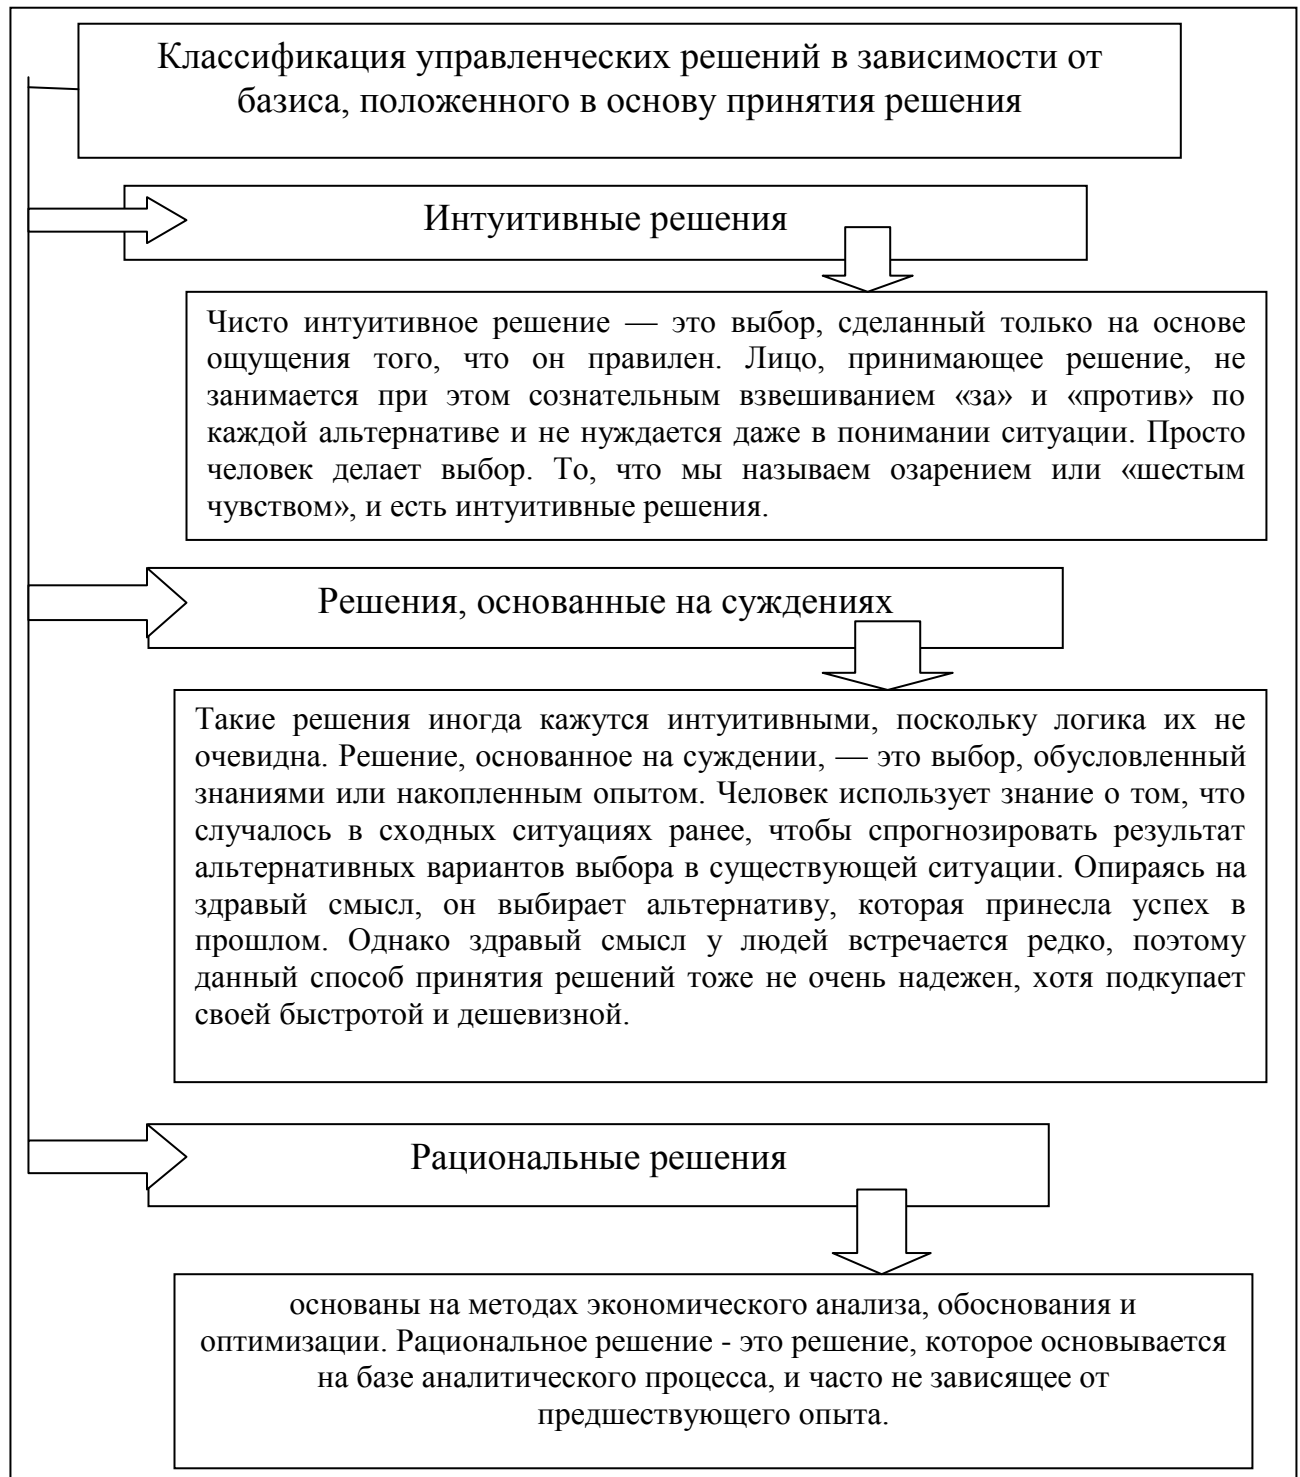 Классификация управленческих решений в зависимости от
базиса, положенного в основу принятия решения
Интуитивные решения
Чисто интуитивное решение — это выбор, сделанный только на основе
ощущения того, что он правилен. Лицо, принимающее решение, не
занимается при этом сознательным взвешиванием «за» и «против» по
каждой альтернативе и не нуждается даже в понимании ситуации. Просто
человек делает выбор. То, что мы называем озарением или «шестым
чувством», и есть интуитивные решения.
Решения, основанные на суждениях
Такие решения иногда кажутся интуитивными, поскольку логика их не
очевидна. Решение, основанное на суждении, — это выбор, обусловленный
знаниями или накопленным опытом. Человек использует знание о том, что
случалось в сходных ситуациях ранее, чтобы спрогнозировать результат
альтернативных вариантов выбора в существующей ситуации. Опираясь на
здравый смысл, он выбирает альтернативу, которая принесла успех в
прошлом. Однако здравый смысл у людей встречается редко, поэтому
данный способ принятия решений тоже не очень надежен, хотя подкупает
своей быстротой и дешевизной.
Рациональные решения
основаны на методах экономического анализа, обоснования и
оптимизации. Рациональное решение - это решение, которое основывается
на базе аналитического процесса, и часто не зависящее от
предшествующего опыта.